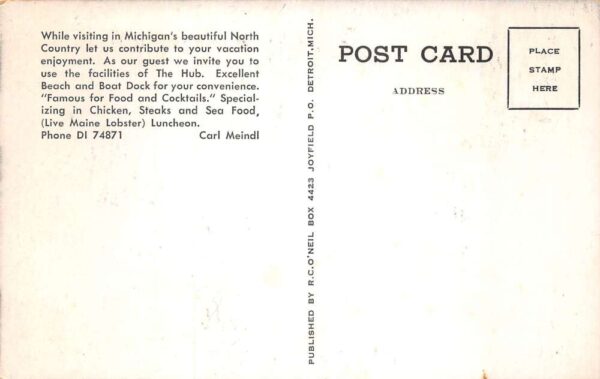 While visiting in Michigan's beautiful North
Country let us contribute to your vacation
enjoyment. As our guest we invite you to
use the facilities of The Hub. Excellent
Beach and Boat Dock for your convenience.
"Famous for Food and Cocktails." Special-
izing in Chicken, Steaks and Sea Food,
(Live Maine Lobster) Luncheon.
Phone DI 74871 Carl Meindl
PUBLISHED BY R.C.O'NEIL BOX 4423 JOYFIELD P.O. DETROIT,MICH.
POST CARD
ADDRESS
PLACE
STAMP
HERE